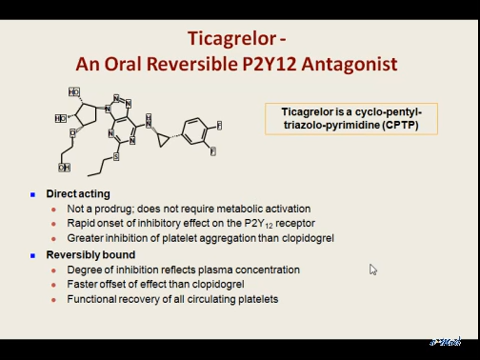 Ticagrelor -
An Oral Reversible P2Y12 Antagonist
HO
HO
O
OH
N
N
N
N
N
S
H
N
F
F
Ticagrelor is a cyclo-pentyl-
triazolo-pyrimidine (CPTP)
Direct acting
Not a prodrug; does not require metabolic activation
Rapid onset of inhibitory effect on the P2Y12 receptor
Greater inhibition of platelet aggregation than clopidogrel
Reversibly bound
Degree of inhibition reflects plasma concentration
Faster offset of effect than clopidogrel
Functional recovery of all circulating platelets